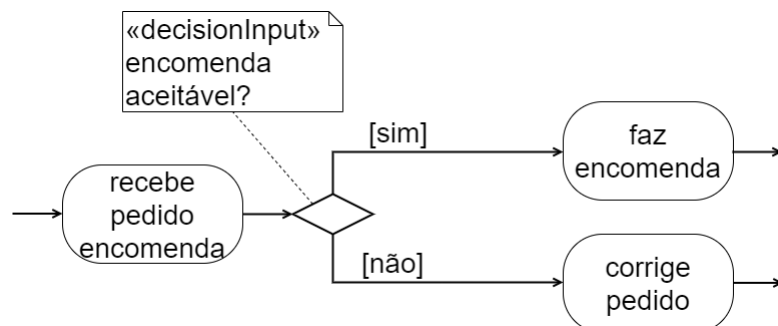 «decisionInput»
encomenda
aceitável?
recebe
pedido
encomenda
[sim]
faz
encomenda
[não]
corrige
pedido